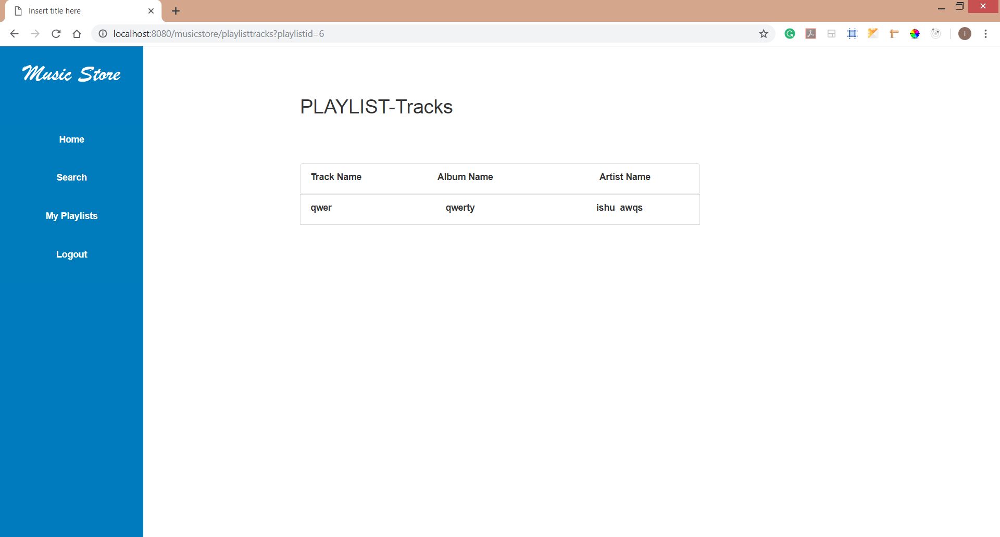 Insert title here
localhost:8080/musicstore/playlisttracks?playlistid=6
I
Music Store
Home
Search
My Playlists
Logout
PLAYLIST-Tracks
Track Name Album Name Artist Name
qwer qwerty ishu awqs